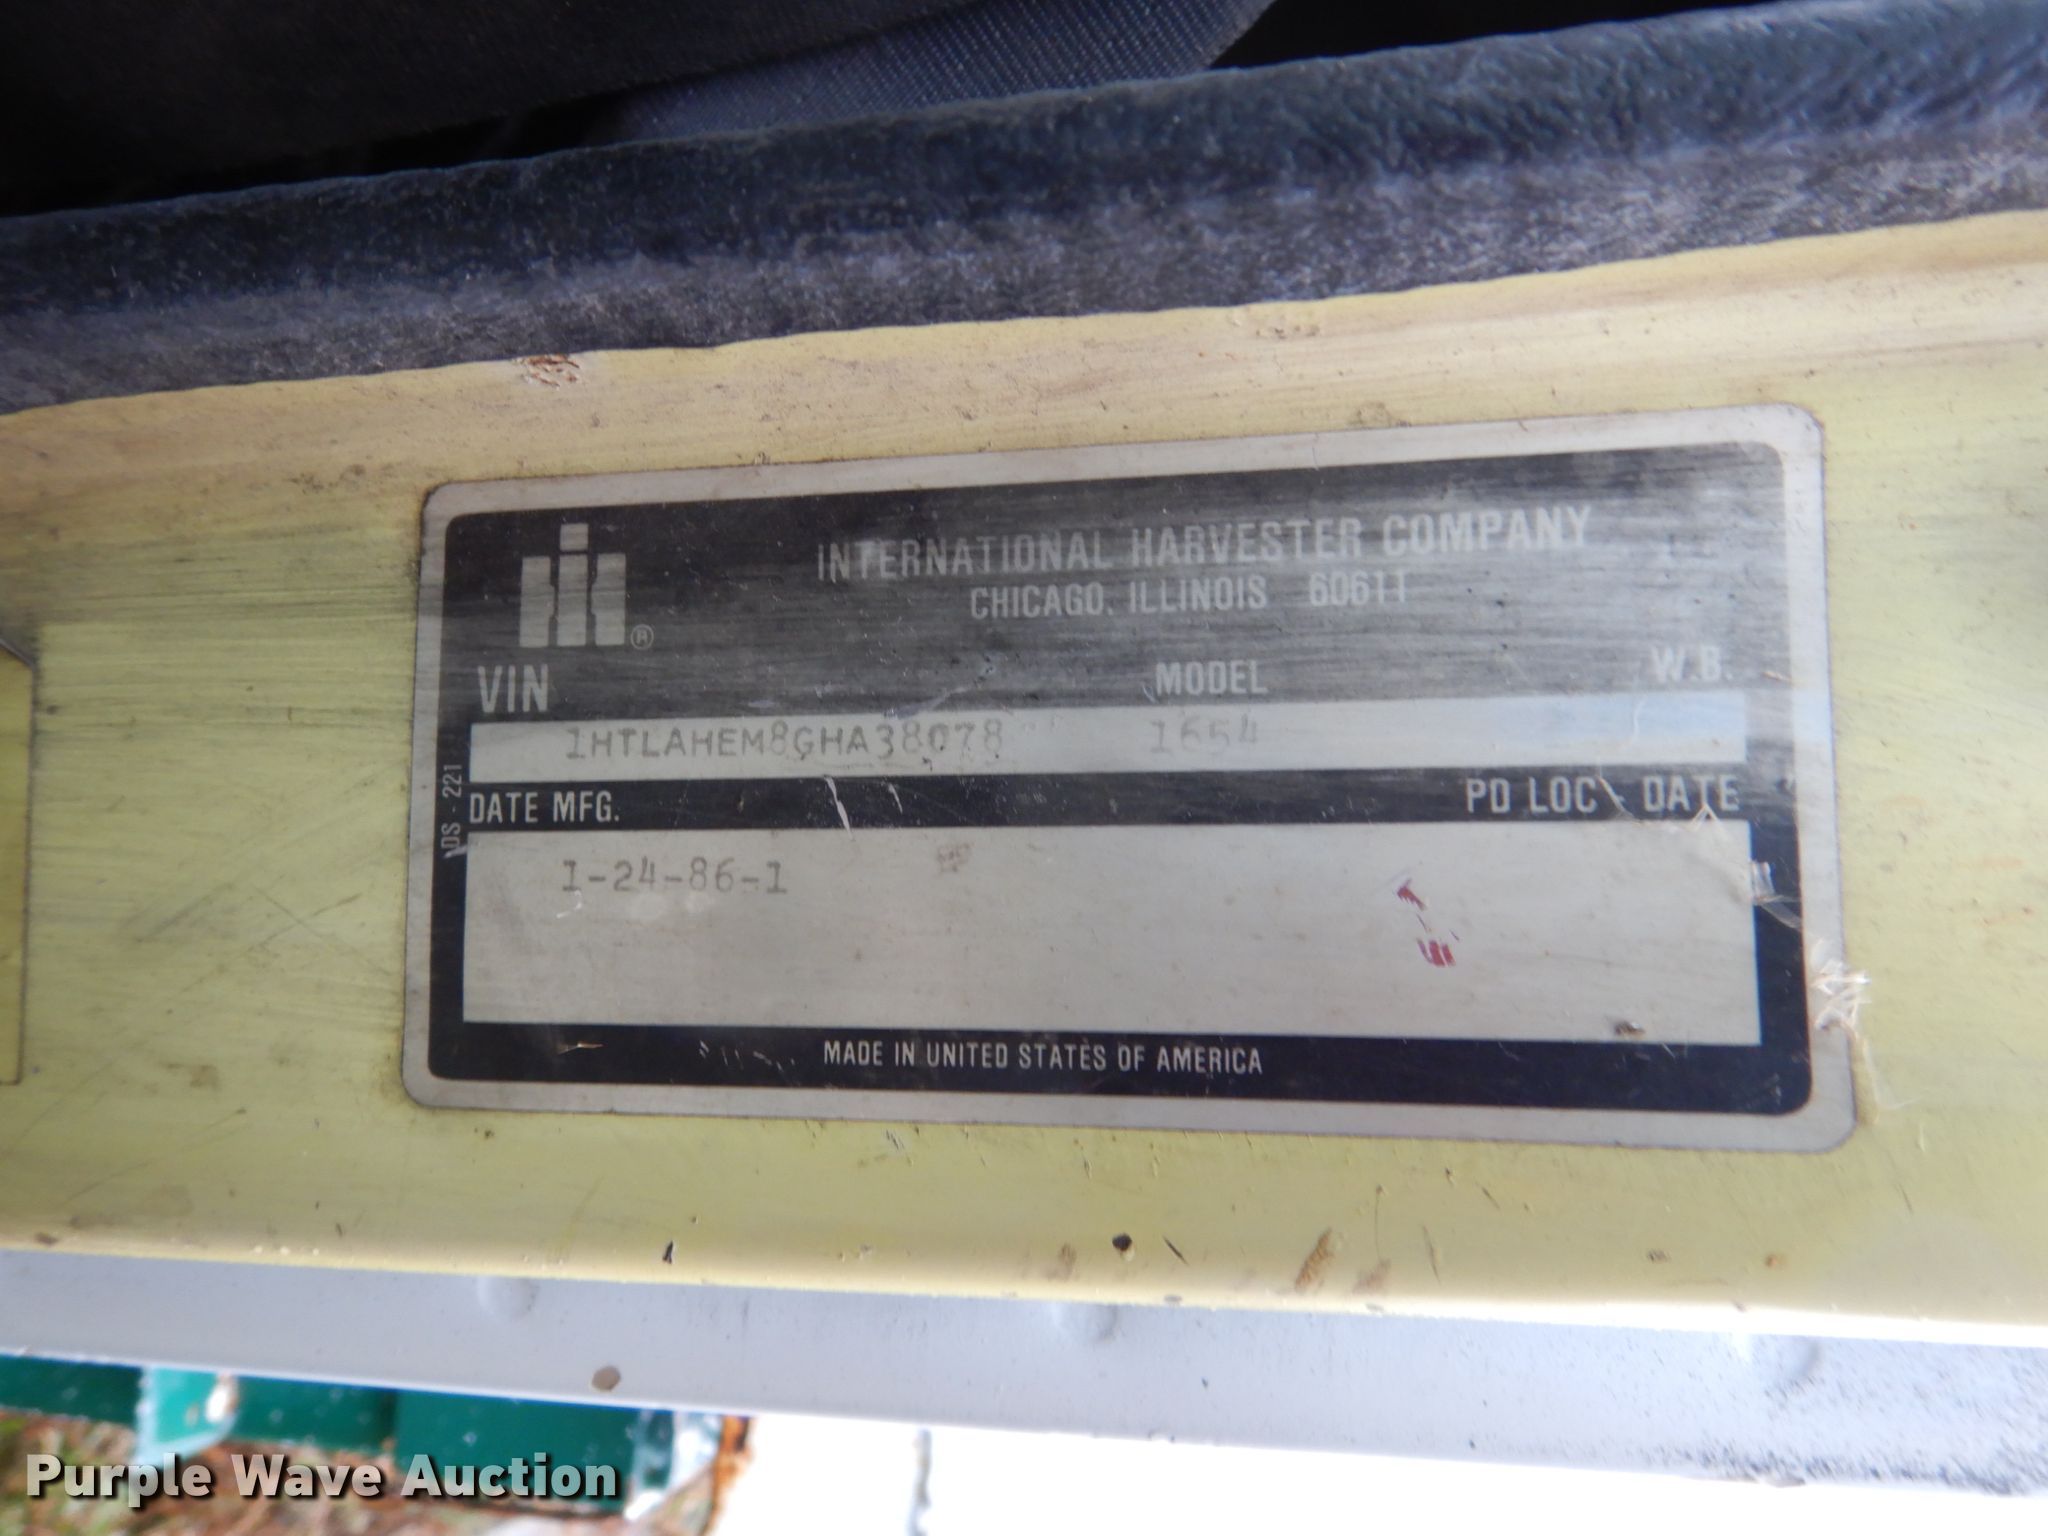 INTERNATIONAL HARVESTER COMPANY
CHICAGO, ILLINOIS 60611
®
VIN MODEL W.B.
1HTLAHEM8GHA38078 1654
DS - 221
DATE MFG. PD LOC - DATE
1-24-86-1
MADE IN UNITED STATES OF AMERICA
Purple Wave Auction